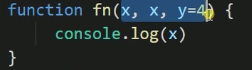 function fn(x, x, y=4) {
    console.log(x)
}